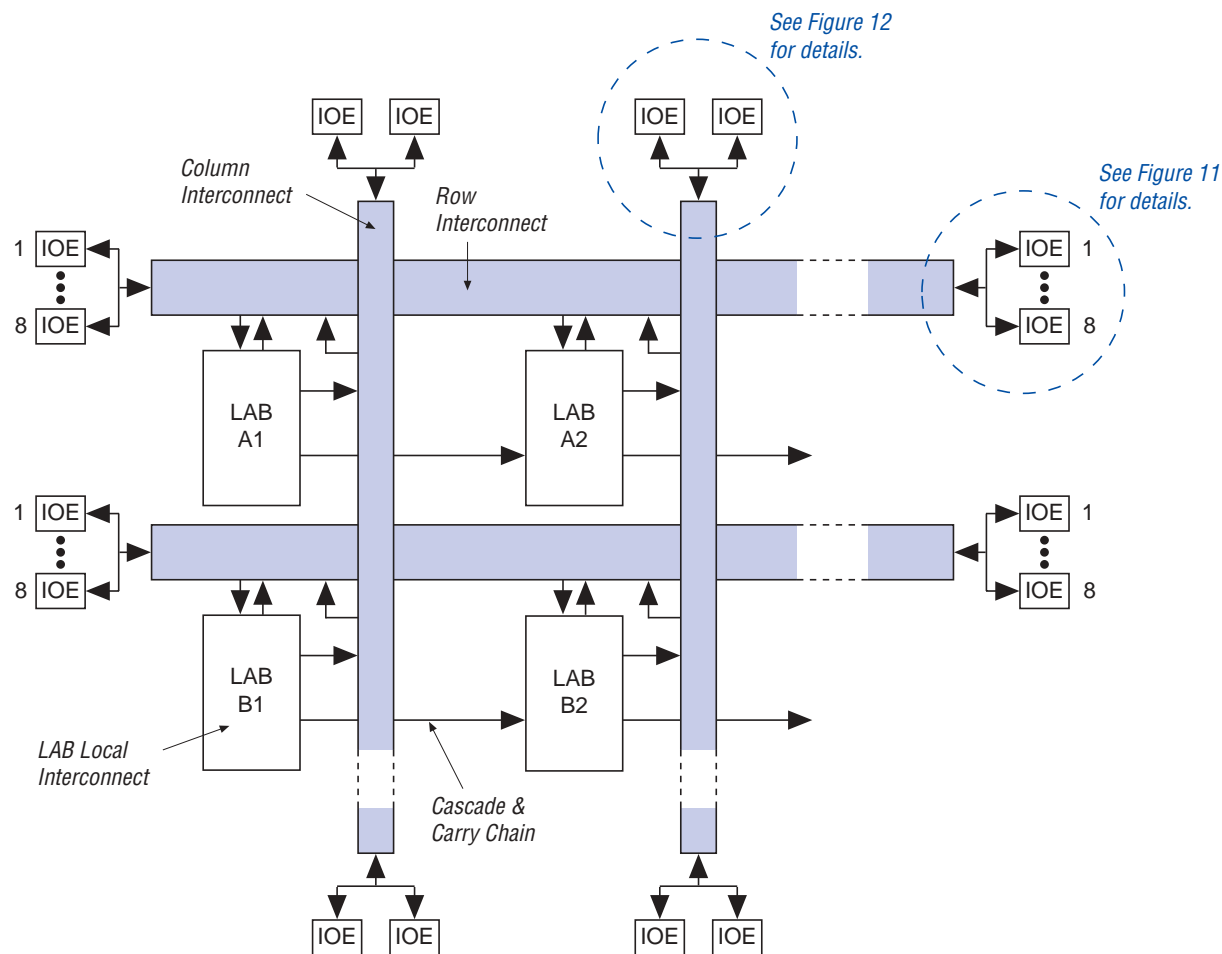 See Figure 12
for details.
IOE IOE
IOE IOE
Column
Interconnect
Row
Interconnect
See Figure 11
for details.
1 IOE
IOE 1
8 IOE
IOE 8
LAB
A1
LAB
A2
1 IOE
IOE 1
8 IOE
IOE 8
LAB
B1
LAB
B2
LAB Local
Interconnect
Cascade &
Carry Chain
IOE IOE
IOE IOE